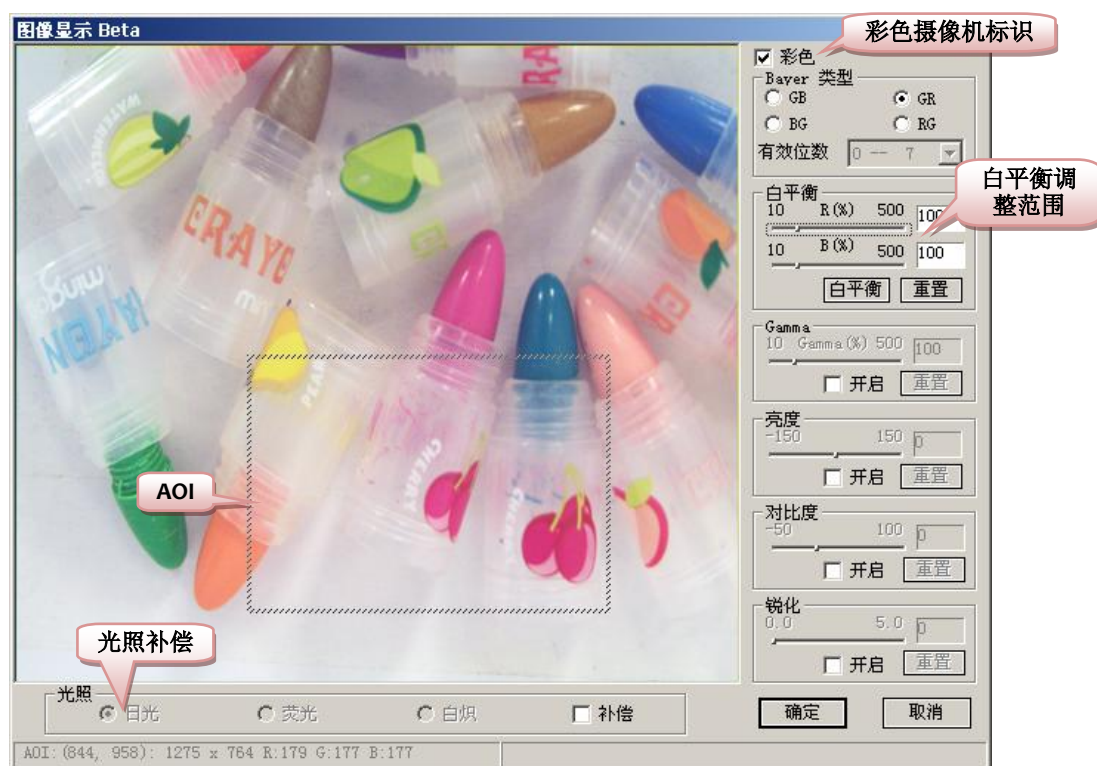 图像显示 Beta
彩色摄像机标识
彩色
Bayer 类型
GB
GR
BG
RG
有效位数 0 -- 7
白平衡调
整范围
白平衡
10 R(%) 500 100
10 B(%) 500 100
白平衡 重置
Gamma
10 Gamma(%) 500 100
开启 重置
亮度
-150 150 0
开启 重置
对比度
-50 100 0
开启 重置
锐化
0.0 5.0 0
开启 重置
WATERMELON
CRAYO
ming
CRAYON
PEAR
CHERRY
AOI
光照补偿
光照
日光 荧光 白炽 补偿
确定 取消
AOI: (844, 958): 1275 x 764 R:179 G:177 B:177